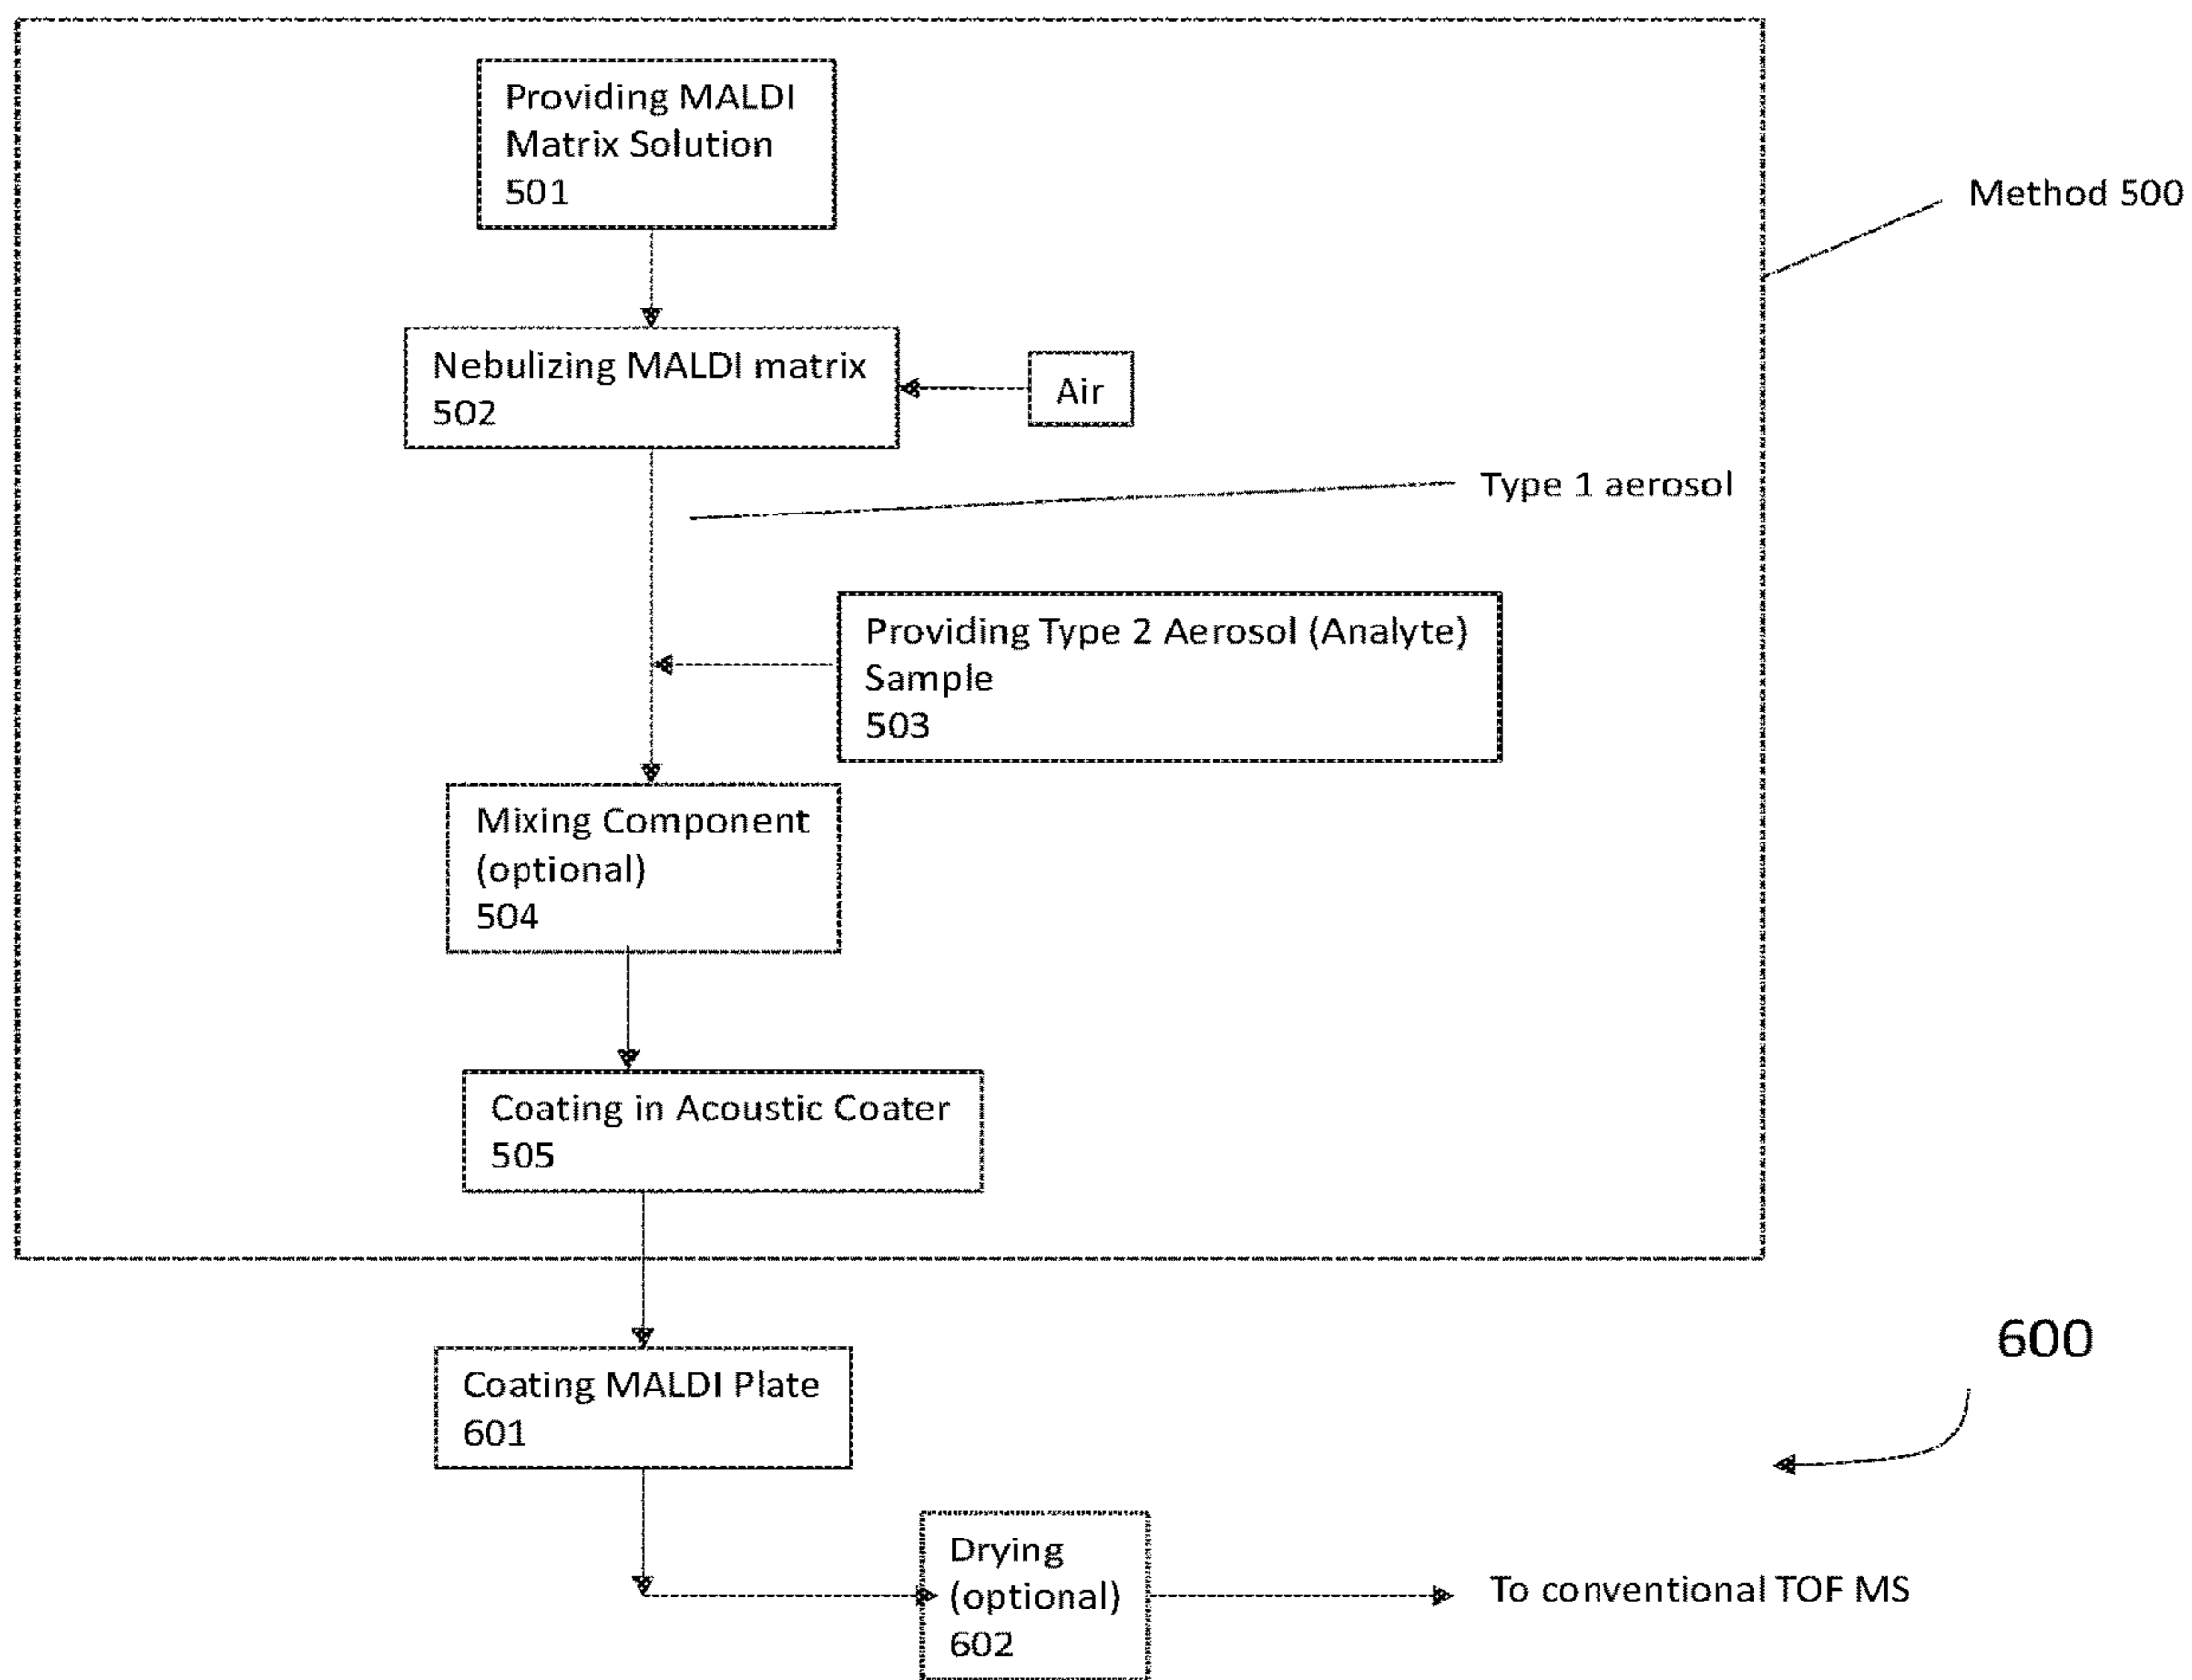 Providing MALDI
Matrix Solution
501
Method 500
Nebulizing MALDI matrix
502
Air
Type 1 aerosol
Providing Type 2 Aerosol (Analyte)
Sample
503
Mixing Component
(optional)
504
Coating in Acoustic Coater
505
600
Coating MALDI Plate
601
Drying
(optional)
602
To conventional TOF MS